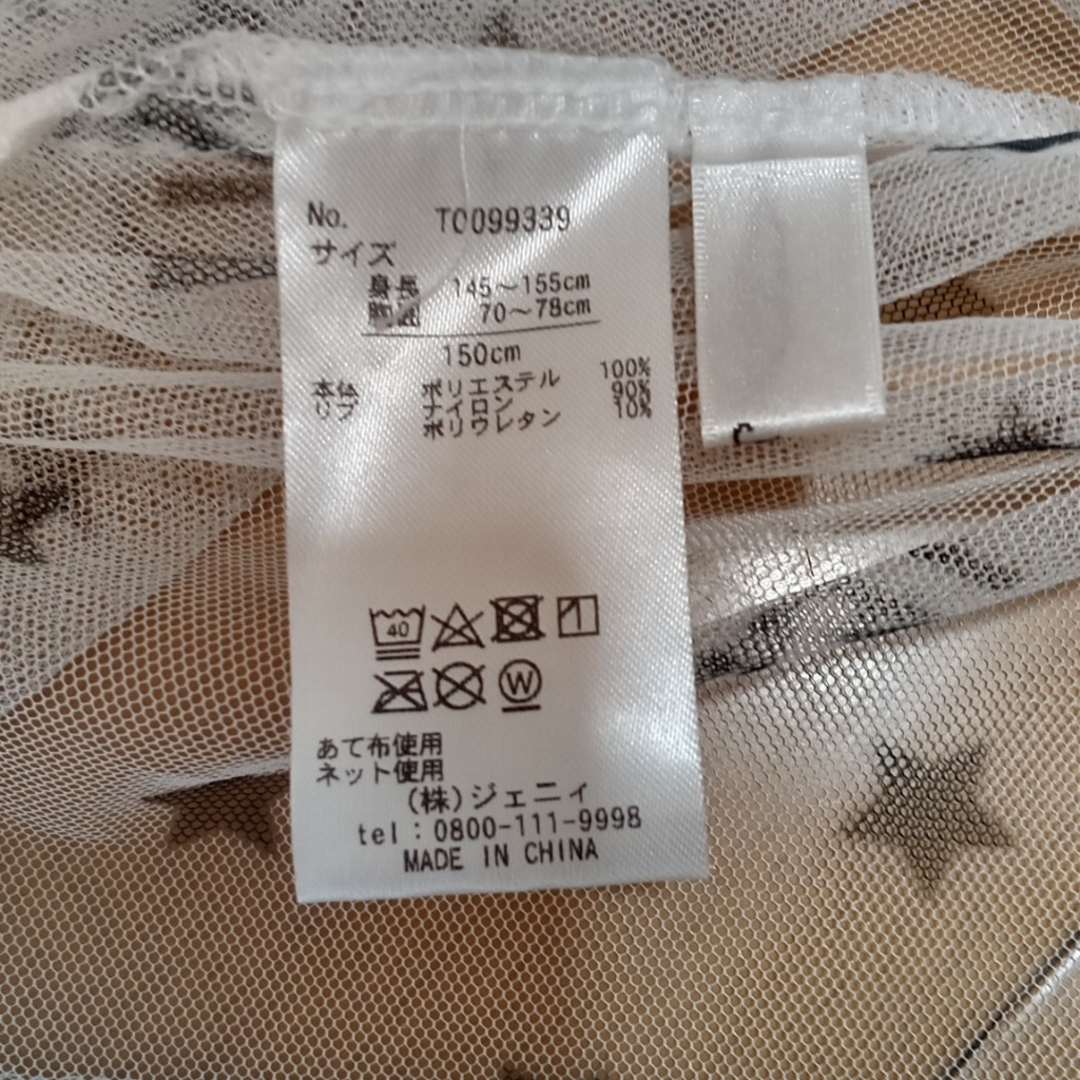 No. T0099339
サイズ
身長 145～155cm
胸囲 70～78cm
150cm
本体 ポリエステル 100%
リブ ナイロン 90%
ポリウレタン 10%
40
W
あて布使用
ネット使用
(株)ジェニィ
tel：0800-111-9998
MADE IN CHINA